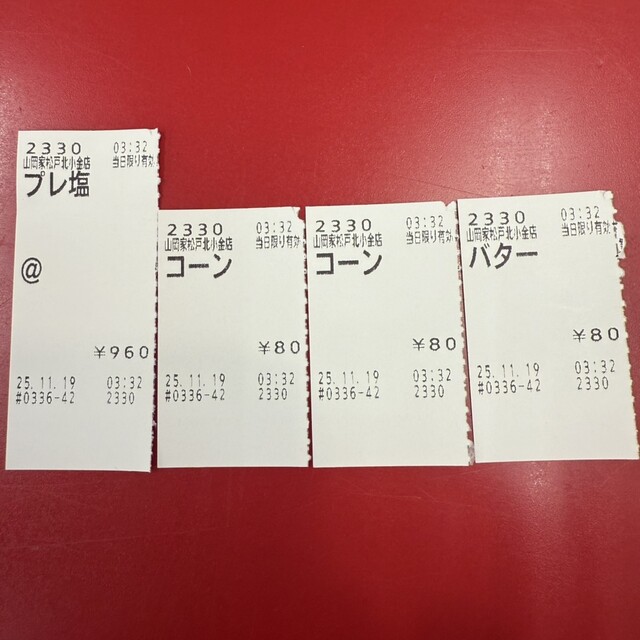 2330 03:32
山岡家松戸北小金店 当日限り有効
プレ塩
@
¥960
25.11.19 03:32
#0336-42 2330
2330 03:32
山岡家松戸北小金店 当日限り有効
コーン
¥80
25.11.19 03:32
#0336-42 2330
2330 03:32
山岡家松戸北小金店 当日限り有効
コーン
¥80
25.11.19 03:32
#0336-42 2330
2330 03:32
山岡家松戸北小金店 当日限り有効
バター
¥80
25.11.19 03:32
#0336-42 2330